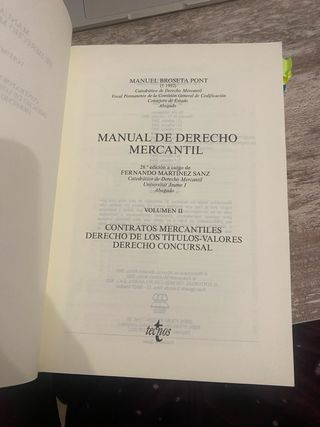 MANUEL BROSETA PONT
(† 1992)
Catedrático de Derecho Mercantil
Vocal Permanente de la Comisión General de Codificación
Consejero de Estado
Abogado
MANUAL DE DERECHO
MERCANTIL
28.ª edición a cargo de
FERNANDO MARTÍNEZ SANZ
Catedrático de Derecho Mercantil
Universitat Jaume I
Abogado
VOLUMEN II
CONTRATOS MERCANTILES
DERECHO DE LOS TÍTULOS-VALORES
DERECHO CONCURSAL
tecnos